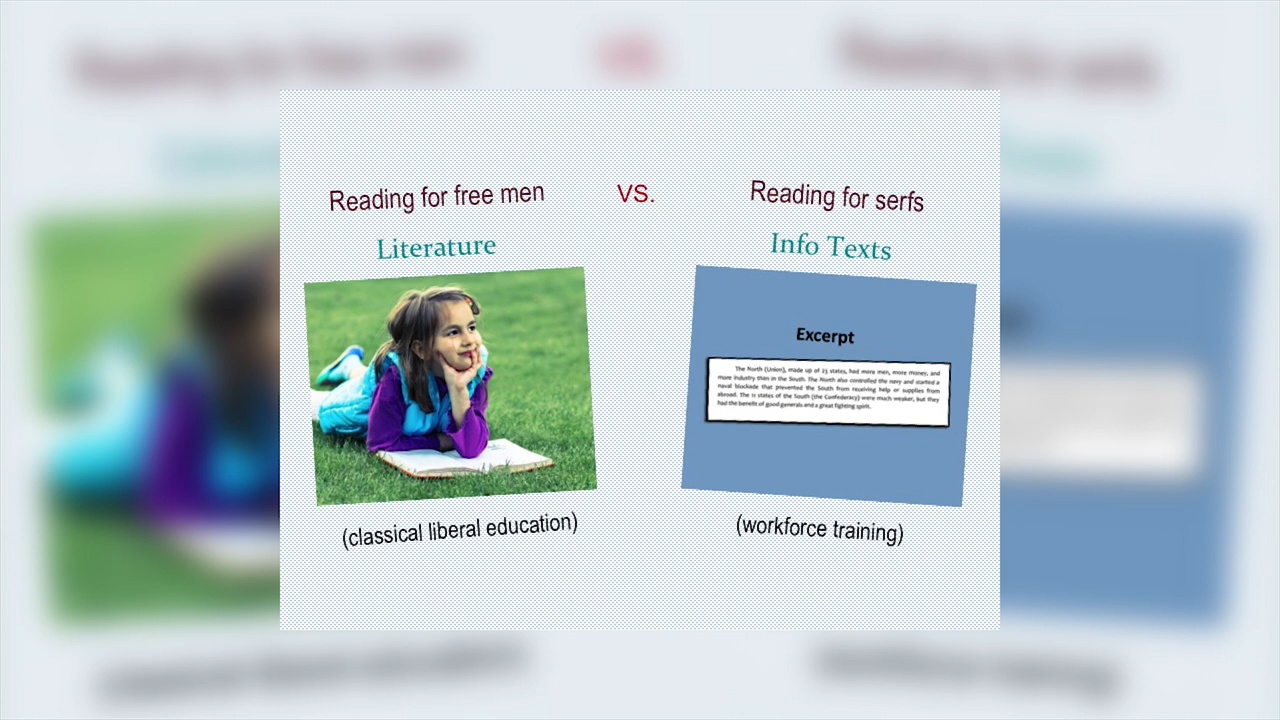 Reading for free men
VS.
Reading for serfs
Literature
Info Texts
Excerpt
The North (Union), made up of 23 states, had more men, more money, and
more industry than in the South. The North also controlled the navy and started a
naval blockade that prevented the South from receiving help or supplies from
abroad. The 11 states of the South (the Confederacy) were much weaker, but they
had the benefit of good generals and a great fighting spirit.
(classical liberal education)
(workforce training)